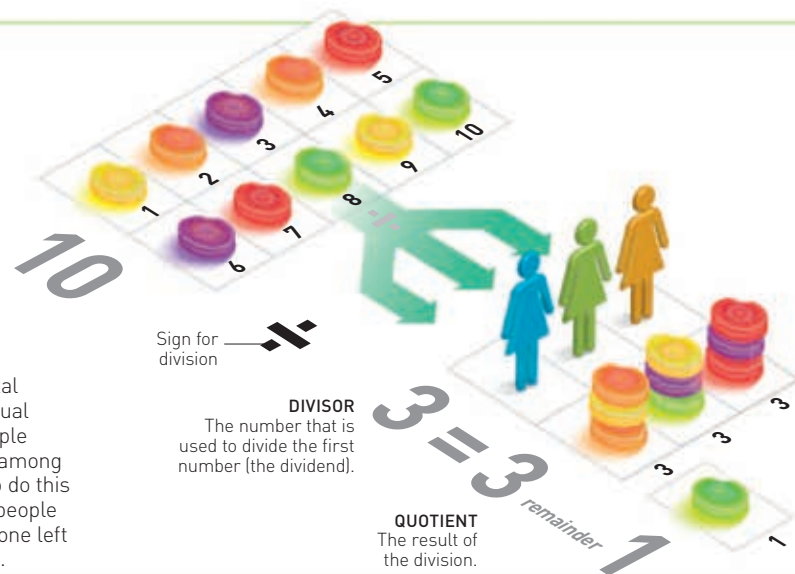 1 2 3 4 5
6 7 8 9 10
10
÷
Sign for
division
al
ual
ple
among
o do this
people
one left
.
DIVISOR
The number that is
used to divide the first
number (the dividend).
3 = 3 remainder 1
3 3 3
1
QUOTIENT
The result of
the division.